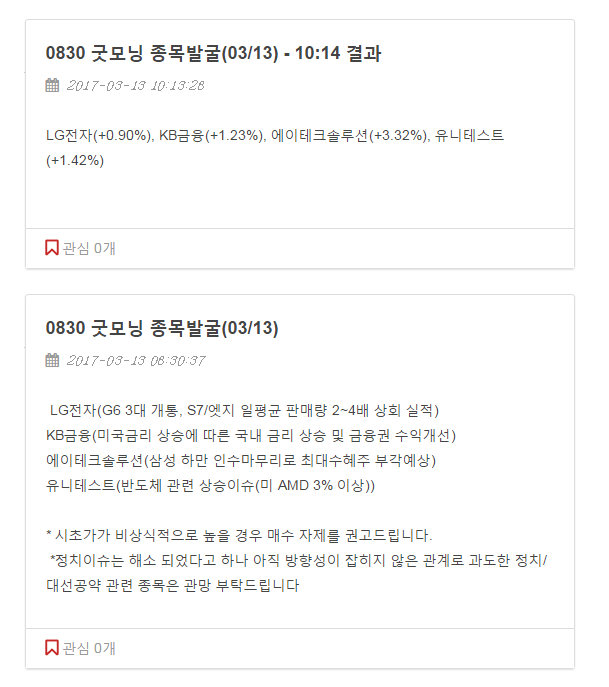 0830 굿모닝 종목발굴(03/13) - 10:14 결과
2017-03-13 10:13:28
LG전자(+0.90%), KB금융(+1.23%), 에이테크솔루션(+3.32%), 유니테스트
(+1.42%)
관심 0개
0830 굿모닝 종목발굴(03/13)
2017-03-13 08:30:37
LG전자(G6 3대 개통, S7/엣지 일평균 판매량 2~4배 상회 실적)
KB금융(미국금리 상승에 따른 국내 금리 상승 및 금융권 수익개선)
에이테크솔루션(삼성 하만 인수마무리로 최대수혜주 부각예상)
유니테스트(반도체 관련 상승이슈(미 AMD 3% 이상))
* 시초가가 비상식적으로 높을 경우 매수 자제를 권고드립니다.
*정치이슈는 해소 되었다고 하나 아직 방향성이 잡히지 않은 관계로 과도한 정치/
대선공약 관련 종목은 관망 부탁드립니다
관심 0개